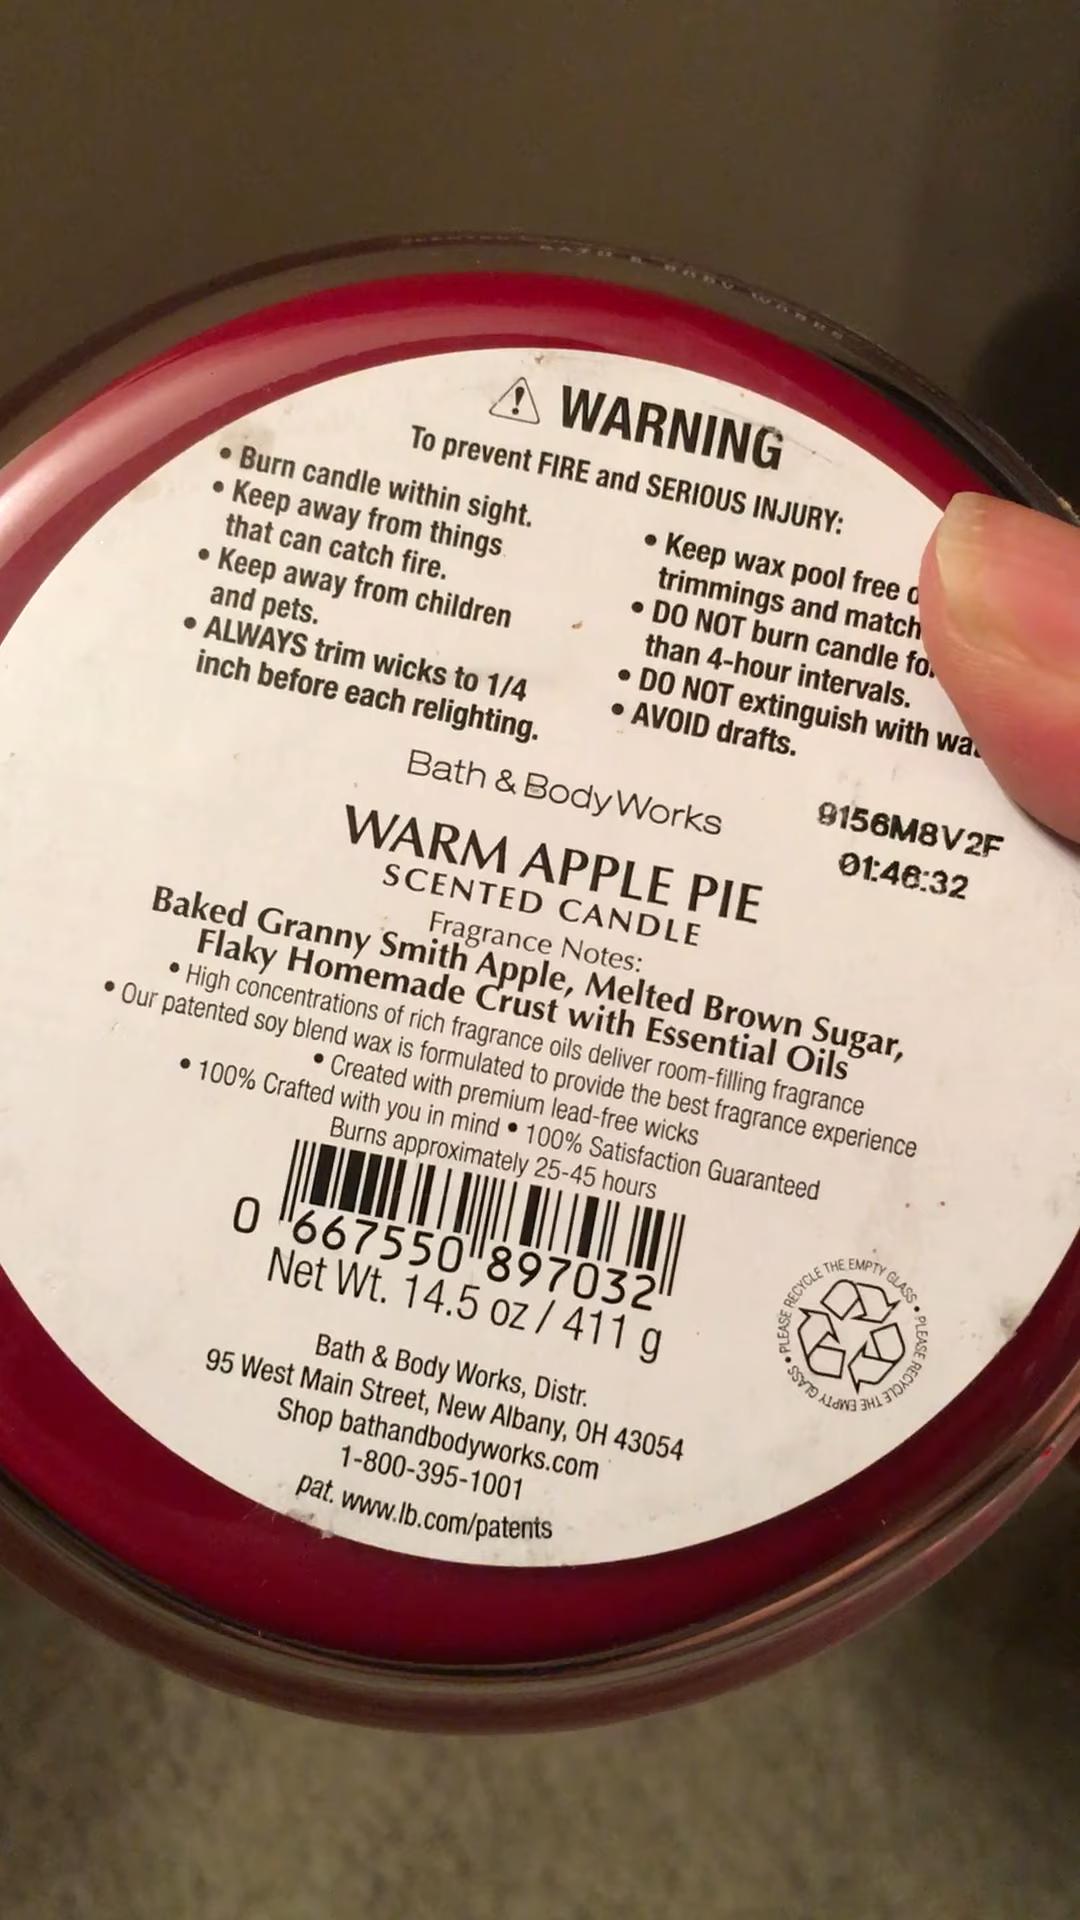 WARNING
To prevent FIRE and SERIOUS INJURY:
• Burn candle within sight.
• Keep away from things
that can catch fire.
• Keep away from children
and pets.
• ALWAYS trim wicks to 1/4
inch before each relighting.
• Keep wax pool free
trimmings and match
• DO NOT burn candle
than 4-hour intervals.
• DO NOT extinguish with
• AVOID drafts.
Bath & Body Works
9156M8V2F
01:46:32
WARM APPLE PIE
SCENTED CANDLE
Fragrance Notes:
Baked Granny Smith Apple, Melted Brown Sugar,
Flaky Homemade Crust with Essential Oils
• High concentrations of rich fragrance oils deliver room-filling fragrance
• Our patented soy blend wax is formulated to provide the best fragrance experience
• Created with premium lead-free wicks
• 100% Crafted with you in mind • 100% Satisfaction Guaranteed
Burns approximately 25-45 hours
0 667550 897032
Net Wt. 14.5 oz / 411 g
PLEASE RECYCLE THE EMPTY GLASS • PLEASE RECYCLE THE EMPTY GLASS •
Bath & Body Works, Distr.
95 West Main Street, New Albany, OH 43054
Shop bathandbodyworks.com
1-800-395-1001
pat. www.lb.com/patents